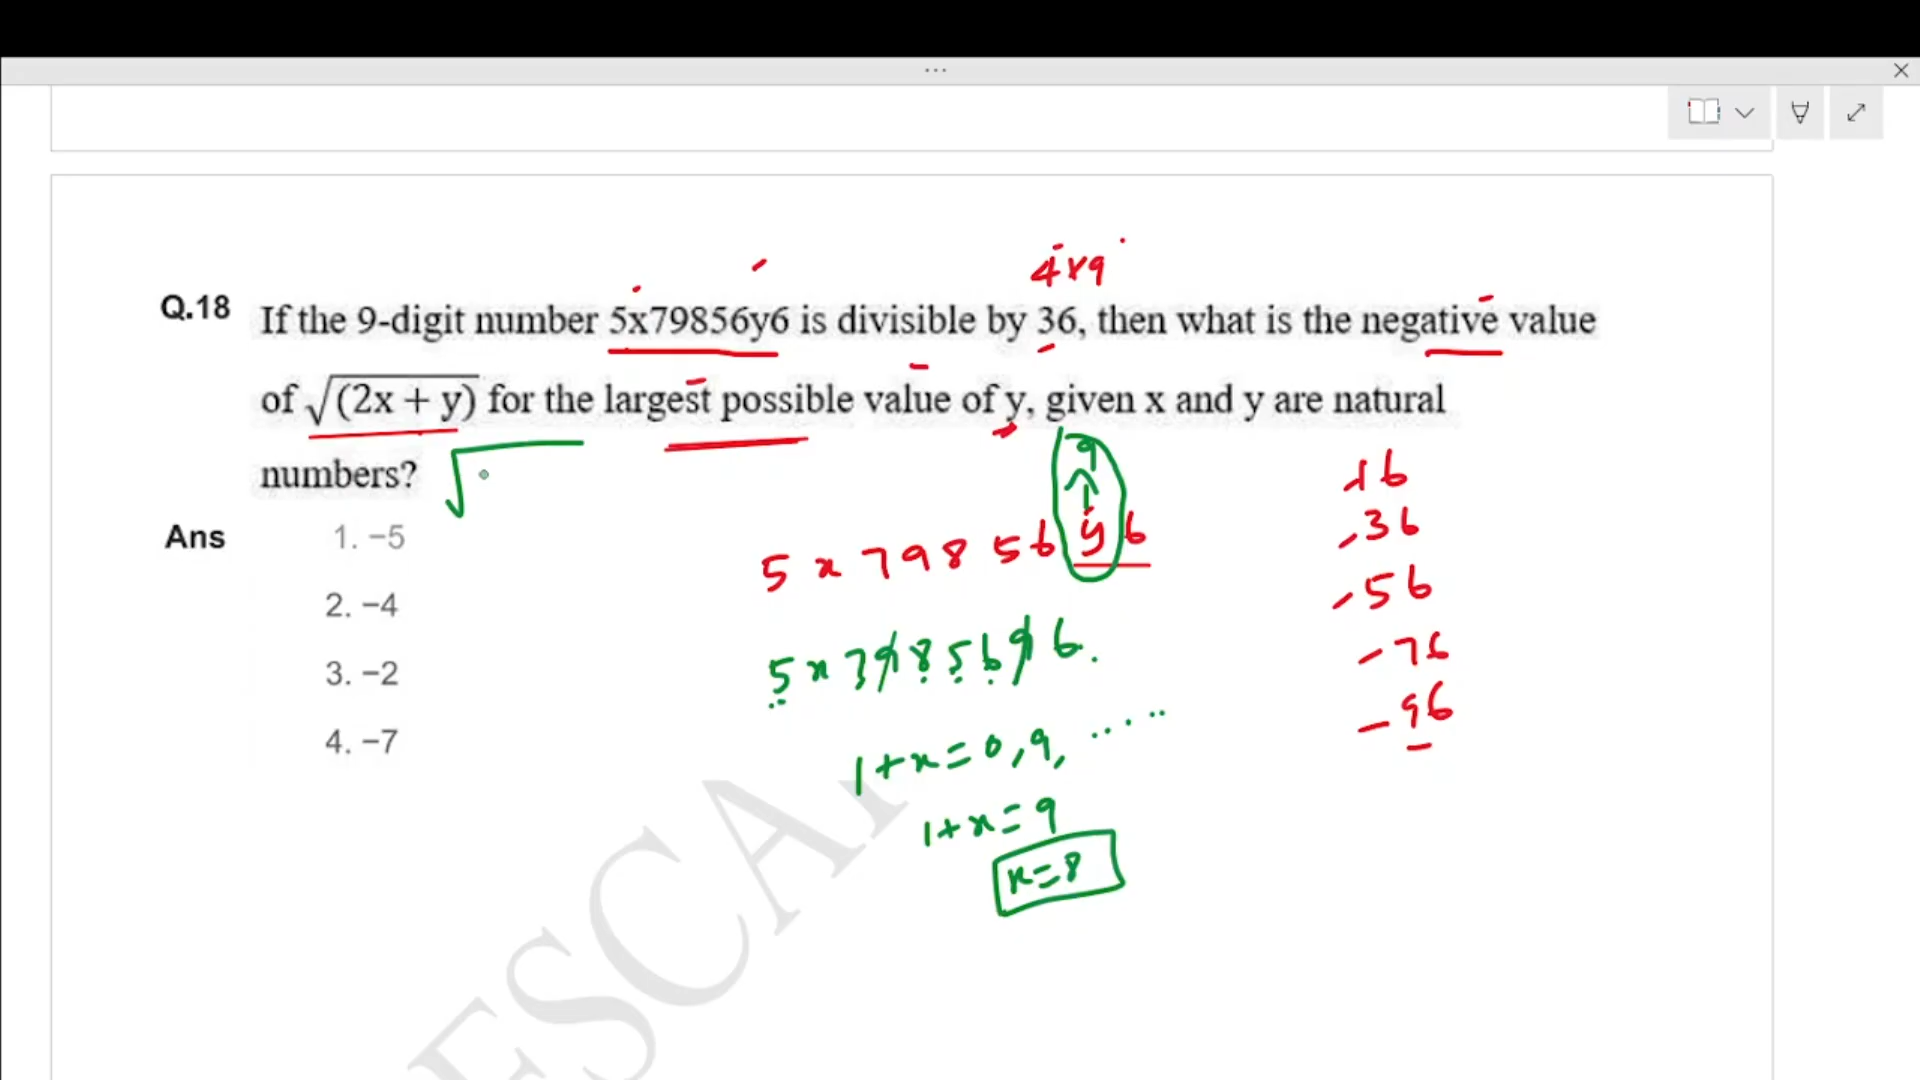 4×9
Q.18 If the 9-digit number 5x79856y6 is divisible by 36, then what is the negative value
of √(2x + y) for the largest possible value of y, given x and y are natural
numbers?
Ans
1. −5
2. −4
3. −2
4. −7
9
5 x 7 9 8 5 6 y 6
5 x 7 9 8 5 6 9 6
1+x=0,9,.....
1+x=9
x=8
16
36
56
76
96
ESCA